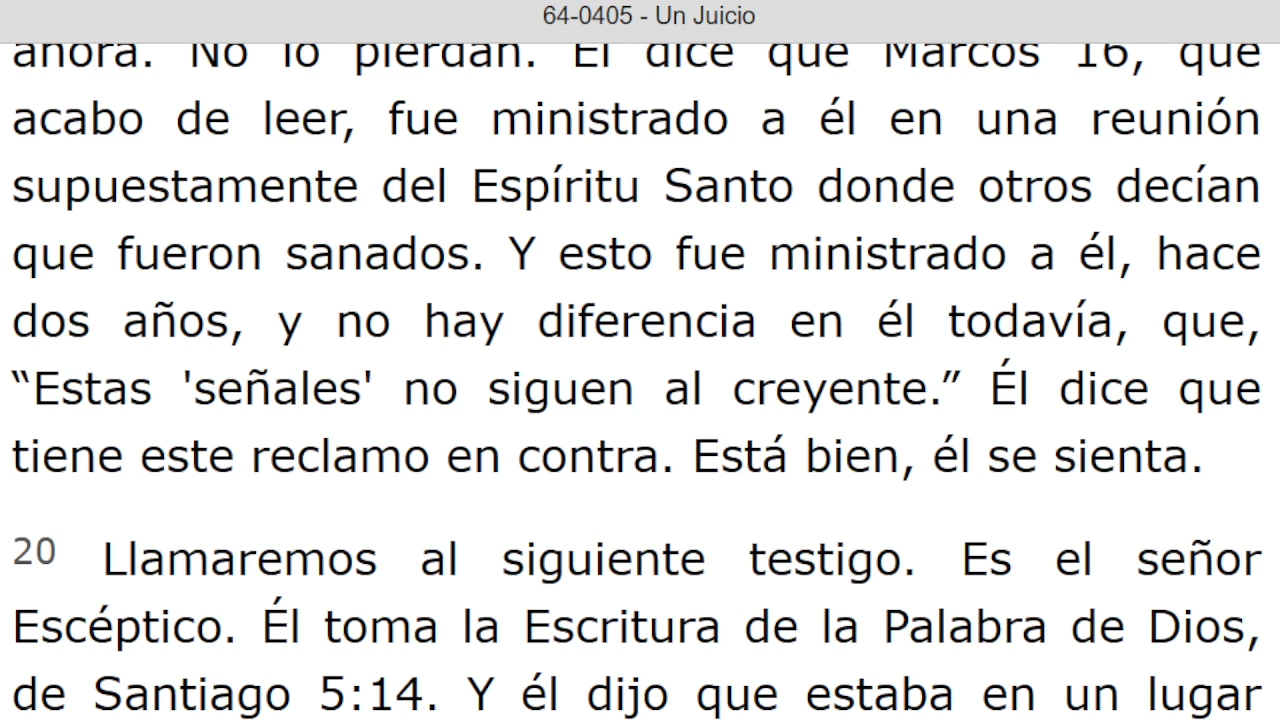 64-0405 - Un Juicio
ahora. No lo pierdan. Él dice que Marcos 16, que
acabo de leer, fue ministrado a él en una reunión
supuestamente del Espíritu Santo donde otros decían
que fueron sanados. Y esto fue ministrado a él, hace
dos años, y no hay diferencia en él todavía, que,
“Estas 'señales' no siguen al creyente.” Él dice que
tiene este reclamo en contra. Está bien, él se sienta.
20 Llamaremos al siguiente testigo. Es el señor
Escéptico. Él toma la Escritura de la Palabra de Dios,
de Santiago 5:14. Y él dijo que estaba en un lugar